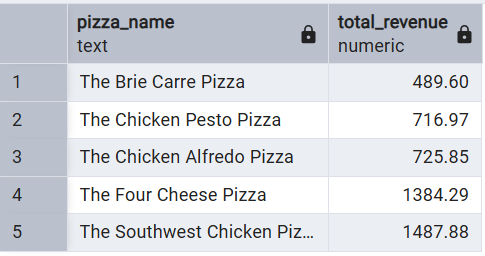 pizza_name total_revenue
text numeric
1 The Brie Carre Pizza 489.60
2 The Chicken Pesto Pizza 716.97
3 The Chicken Alfredo Pizza 725.85
4 The Four Cheese Pizza 1384.29
5 The Southwest Chicken Piz... 1487.88